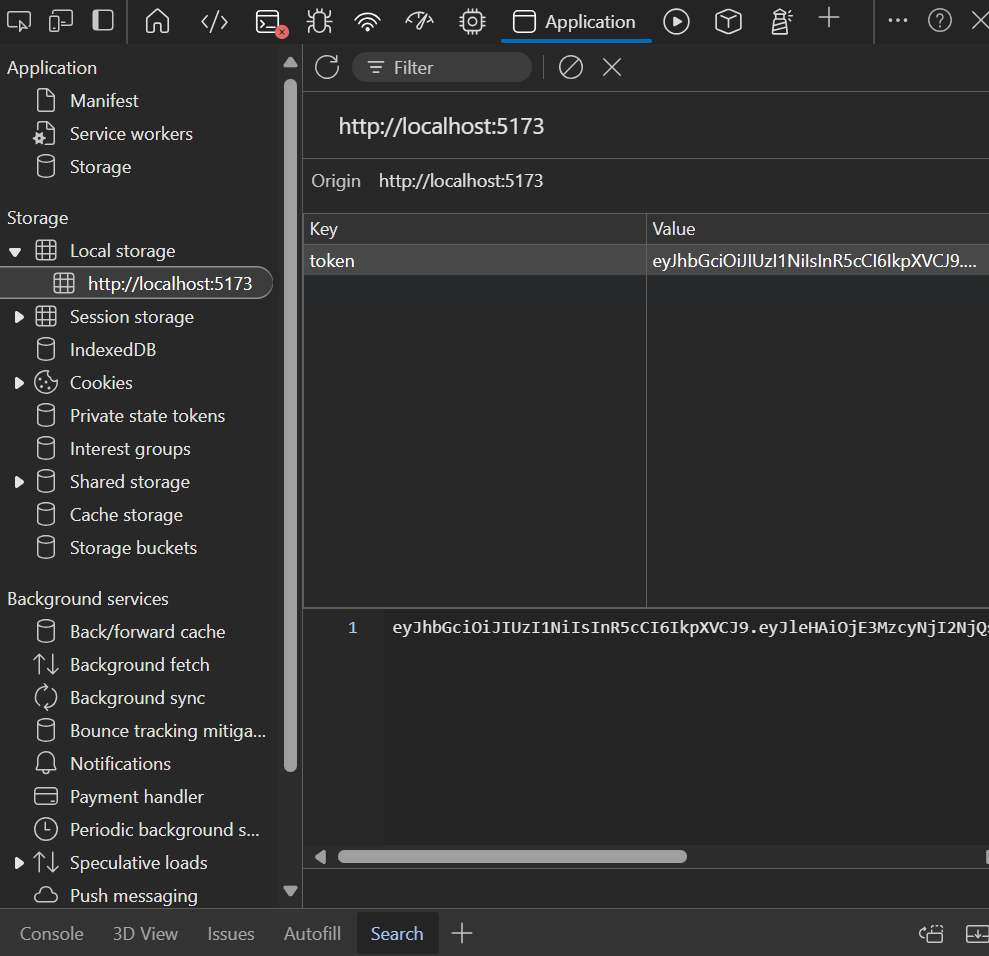 Application
Filter
Application
Manifest
Service workers
Storage
http://localhost:5173
Origin http://localhost:5173
Storage
Key Value
Local storage
token eyJhbGciOiJIUzI1NiIsInR5cCI6IkpXVCJ9....
http://localhost:5173
Session storage
IndexedDB
Cookies
Private state tokens
Interest groups
Shared storage
Cache storage
Storage buckets
Background services
1 eyJhbGciOiJIUzI1NiIsInR5cCI6IkpXVCJ9.eyJleHAiOjE3MzcyNjI2NjQs
Back/forward cache
Background fetch
Background sync
Bounce tracking mitiga...
Notifications
Payment handler
Periodic background s...
Speculative loads
Push messaging
Console 3D View Issues Autofill Search